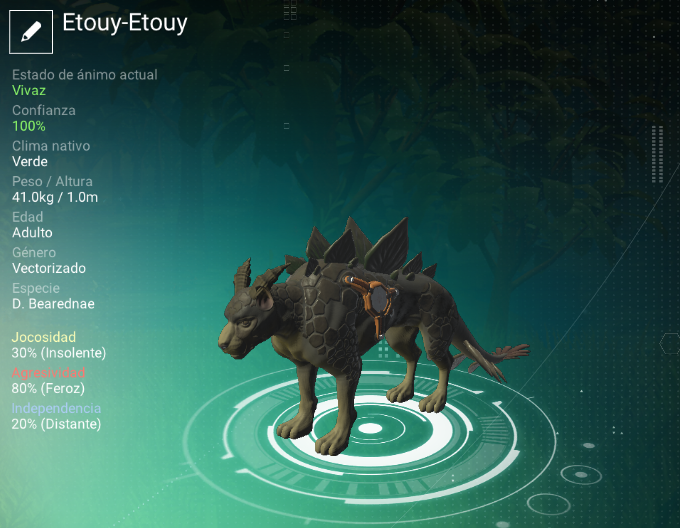 Etouy-Etouy
Estado de ánimo actual
Vivaz
Confianza
100%
Clima nativo
Verde
Peso / Altura
41.0kg / 1.0m
Edad
Adulto
Género
Vectorizado
Especie
D. Bearednae
Jocosidad
30% (Insolente)
Agresividad
80% (Feroz)
Independencia
20% (Distante)